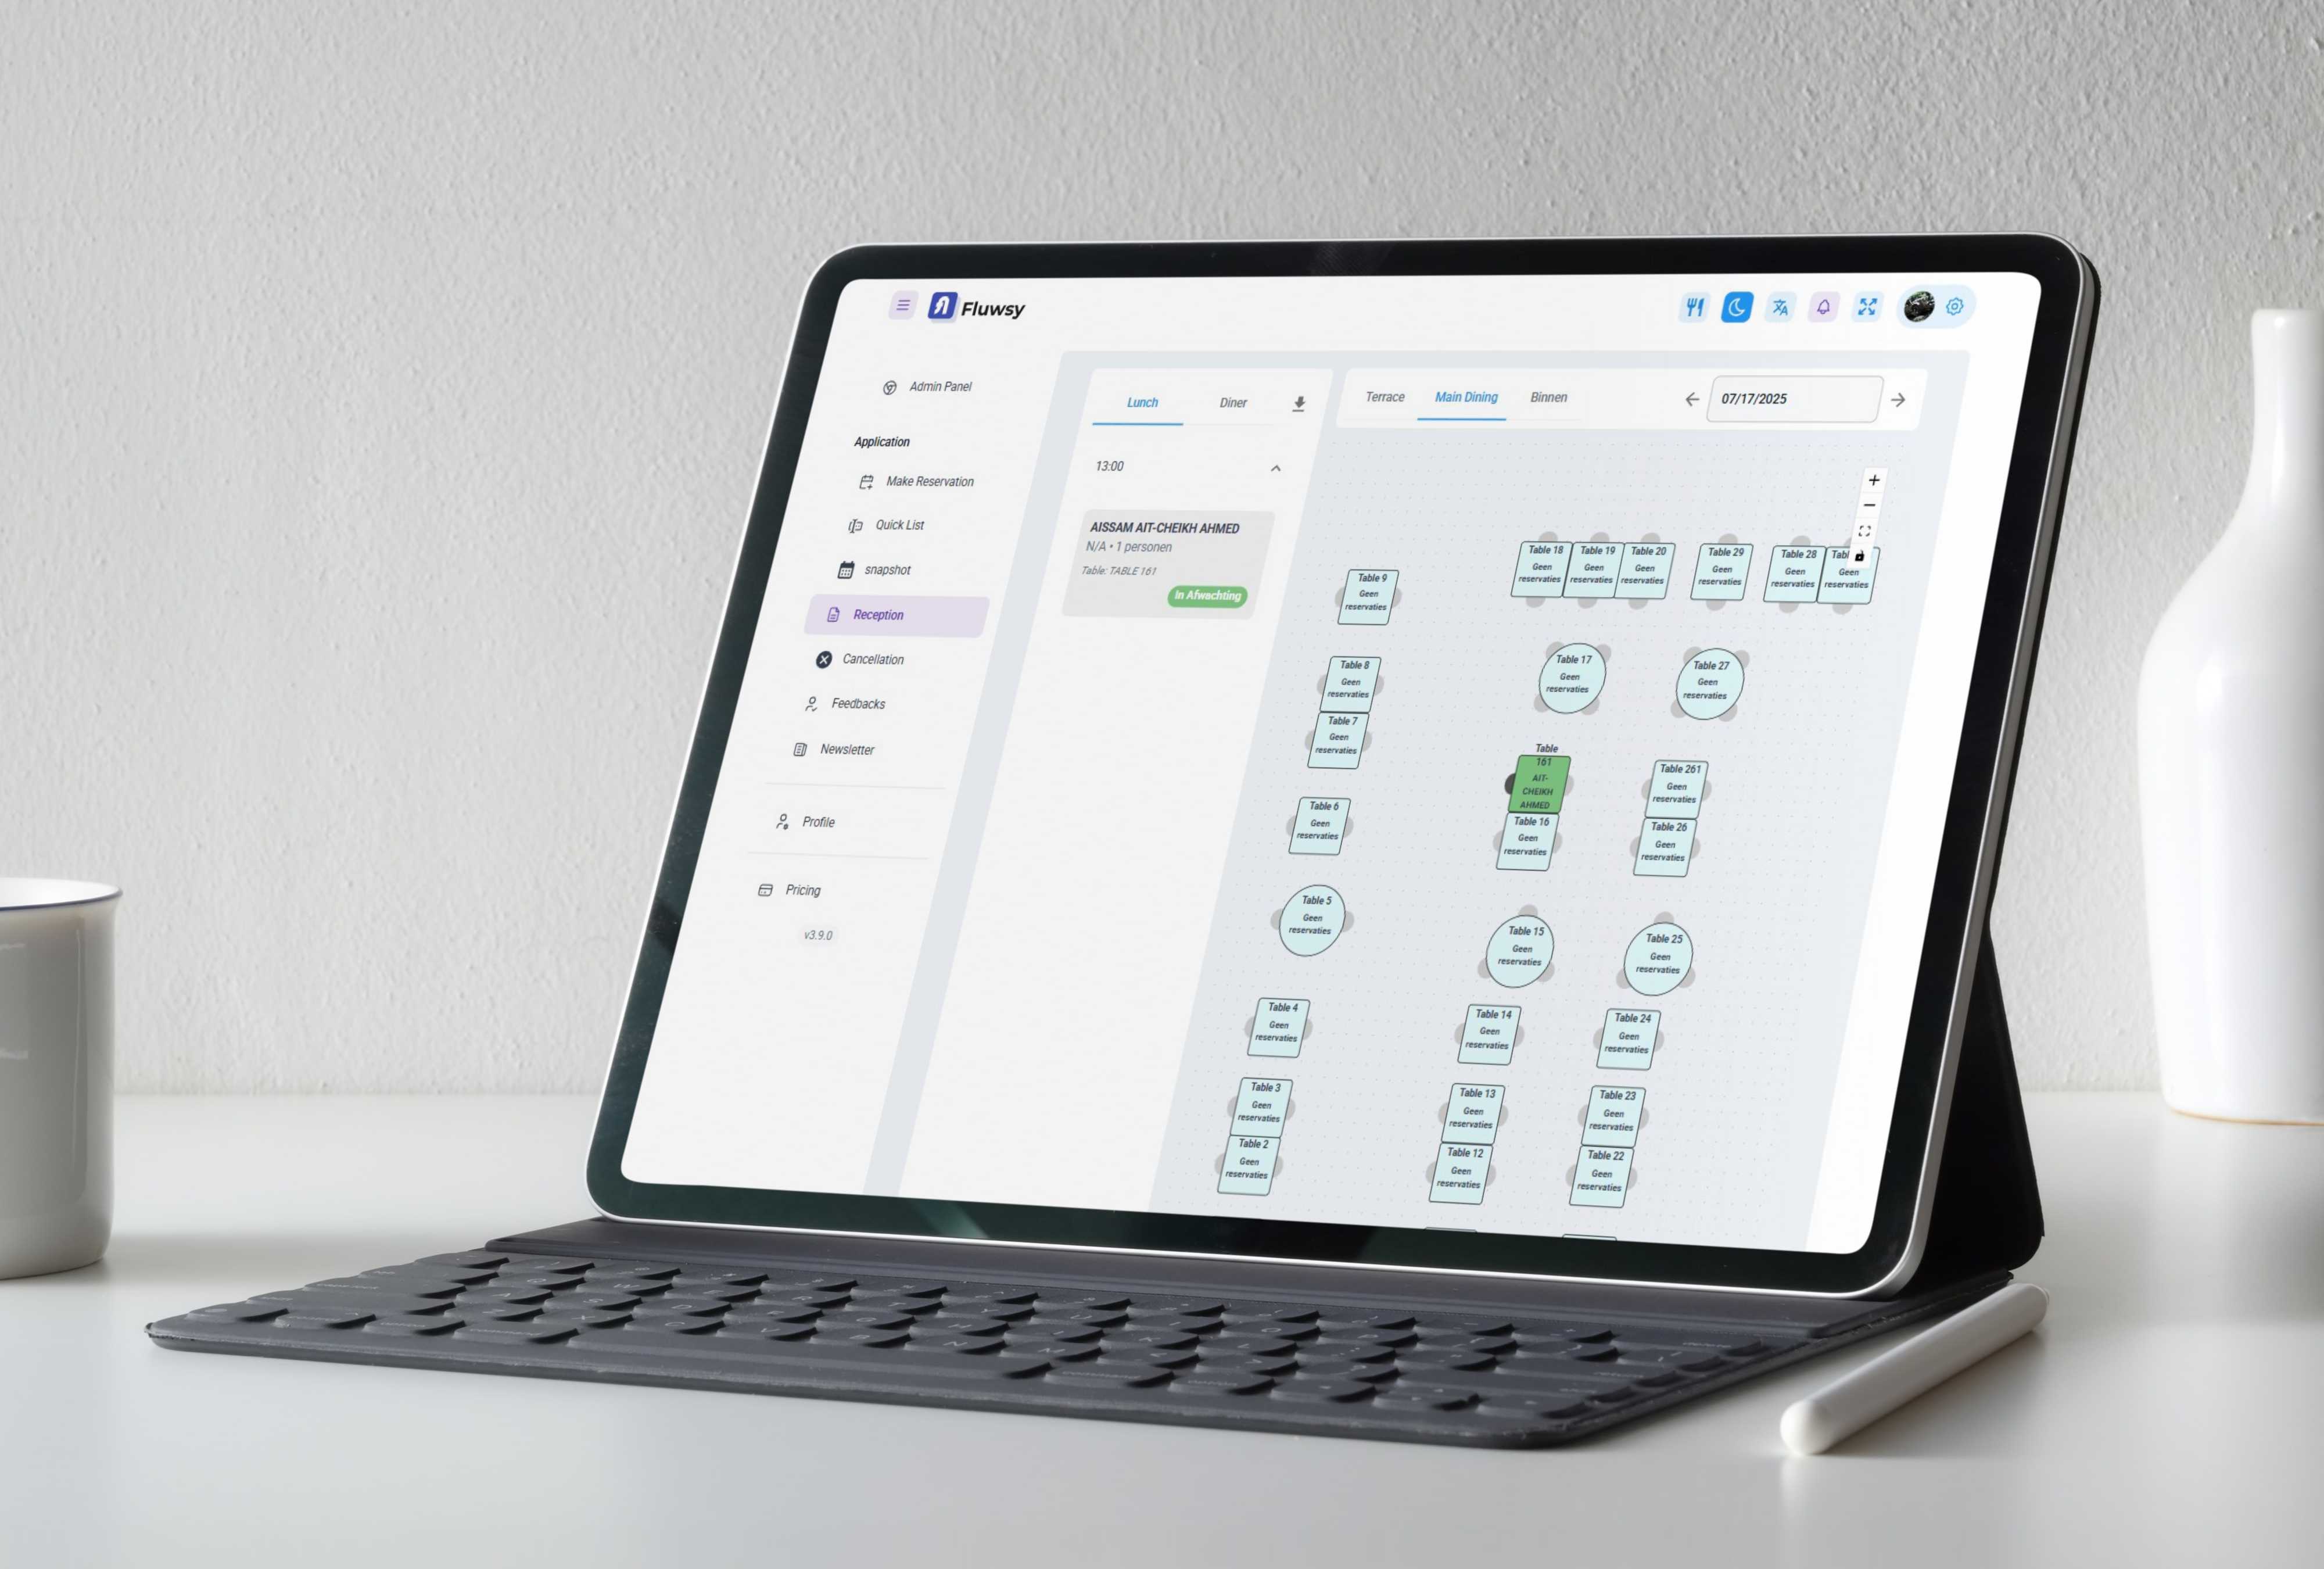 Fluwsy
Admin Panel
Application
Make Reservation
Quick List
snapshot
Reception
Cancellation
Feedbacks
Newsletter
Profile
Pricing
v3.9.0
Lunch
Diner
13:00
AISSAM AIT-CHEIKH AHMED
N/A • 1 personen
Table: TABLE 161
In Afwachting
Terrace
Main Dining
Binnen
07/17/2025
Table 18
Geen
reservaties
Table 19
Geen
reservaties
Table 20
Geen
reservaties
Table 29
Geen
reservaties
Table 28
Geen
reservaties
Geen
reservaties
Table 9
Geen
reservaties
Table 8
Geen
reservaties
Table 7
Geen
reservaties
Table 17
Geen
reservaties
Table 27
Geen
reservaties
Table
161
AIT-
CHEIKH
AHMED
Table 16
Geen
reservaties
Table 261
Geen
reservaties
Table 26
Geen
reservaties
Table 6
Geen
reservaties
Table 5
Geen
reservaties
Table 15
Geen
reservaties
Table 25
Geen
reservaties
Table 4
Geen
reservaties
Table 14
Geen
reservaties
Table 24
Geen
reservaties
Table 3
Geen
reservaties
Table 2
Geen
reservaties
Table 13
Geen
reservaties
Table 12
Geen
reservaties
Table 23
Geen
reservaties
Table 22
Geen
reservaties